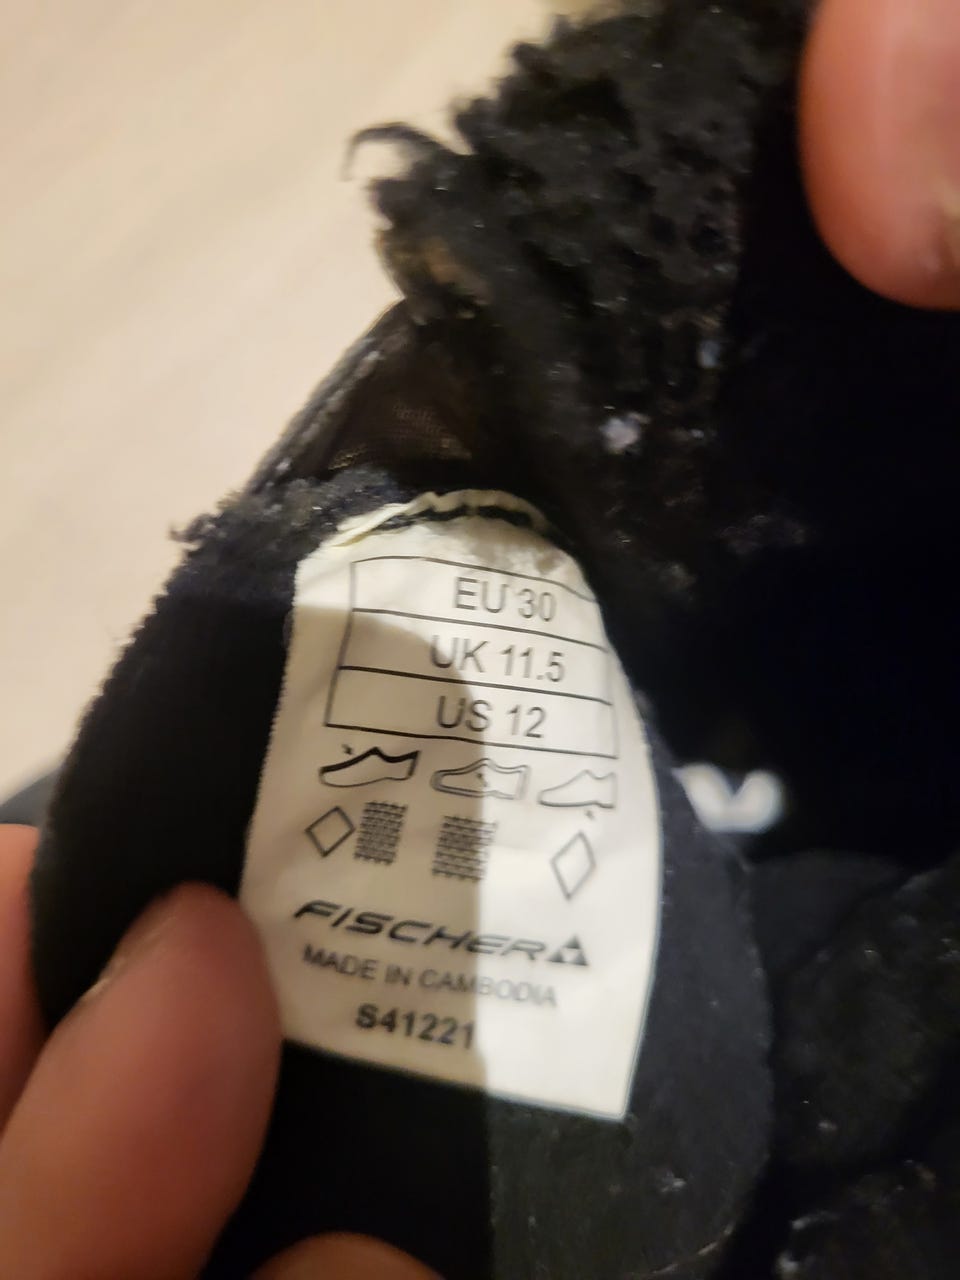 EU 30
UK 11.5
US 12
FISCHER
MADE IN CAMBODIA
S41221